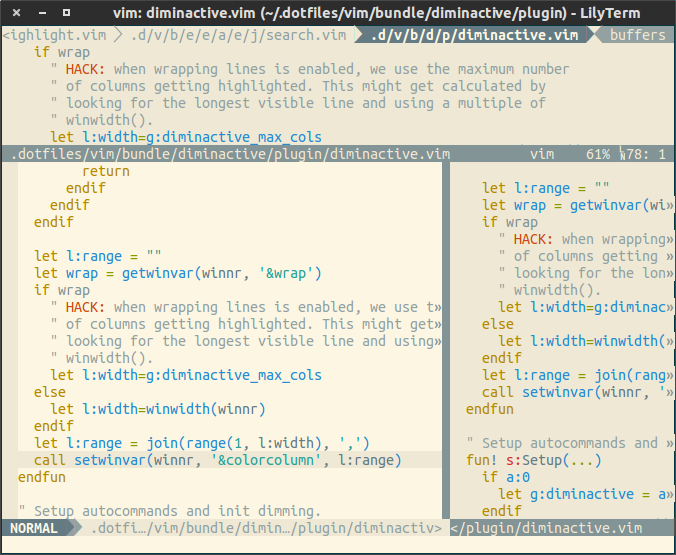 vim: diminactive.vim (~/.dotfiles/vim/bundle/diminactive/plugin) - LilyTerm
<ighlight.vim .d/v/b/e/e/a/e/j/search.vim .d/v/b/d/p/diminactive.vim buffers
if wrap
" HACK: when wrapping lines is enabled, we use the maximum number
" of columns getting highlighted. This might get calculated by
" looking for the longest visible line and using a multiple of
" winwidth().
let l:width=g:diminactive_max_cols
.dotfiles/vim/bundle/diminactive/plugin/diminactive.vim vim 61% 78: 1
return
endif
endif
endif
let l:range = ""
let wrap = getwinvar(winnr, '&wrap')
if wrap
" HACK: when wrapping lines is enabled, we use t»
" of columns getting highlighted. This might get»
" looking for the longest visible line and using»
" winwidth().
let l:width=g:diminactive_max_cols
else
let l:width=winwidth(winnr)
endif
let l:range = join(range(1, l:width), ',')
call setwinvar(winnr, '&colorcolumn', l:range)
endfun
" Setup autocommands and init dimming.
NORMAL .dotfi…/vim/bundle/dimin…/plugin/diminactiv>
let l:range = ""
let wrap = getwinvar(wi»
if wrap
" HACK: when wrapping»
" of columns getting »
" looking for the lon»
" winwidth().
let l:width=g:diminac»
else
let l:width=winwidth(»
endif
let l:range = join(rang»
call setwinvar(winnr, '»
endfun
" Setup autocommands and »
fun! s:Setup(...)
if a:0
let g:diminactive = a»
endif
</plugin/diminactive.vim